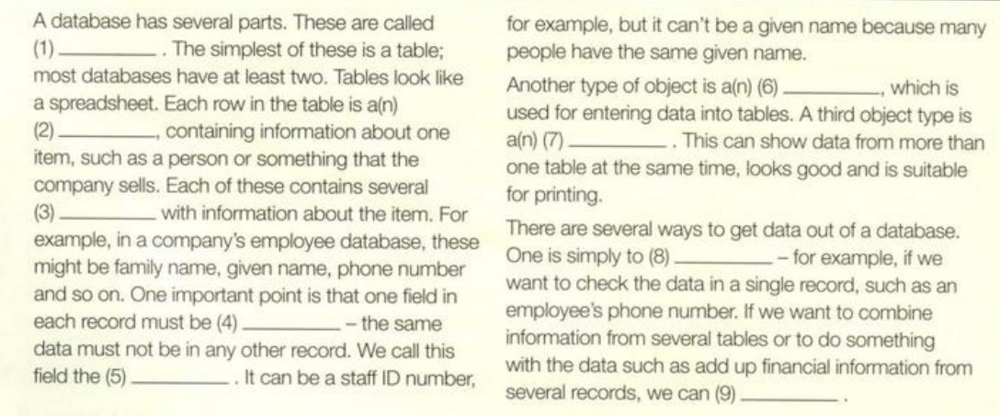 A database has several parts. These are called
(1) __________ . The simplest of these is a table;
most databases have at least two. Tables look like
a spreadsheet. Each row in the table is a(n)
(2) __________, containing information about one
item, such as a person or something that the
company sells. Each of these contains several
(3) __________ with information about the item. For
example, in a company's employee database, these
might be family name, given name, phone number
and so on. One important point is that one field in
each record must be (4) __________ – the same
data must not be in any other record. We call this
field the (5) __________ . It can be a staff ID number,
for example, but it can't be a given name because many
people have the same given name.
Another type of object is a(n) (6) __________, which is
used for entering data into tables. A third object type is
a(n) (7) __________ . This can show data from more than
one table at the same time, looks good and is suitable
for printing.
There are several ways to get data out of a database.
One is simply to (8) __________ – for example, if we
want to check the data in a single record, such as an
employee's phone number. If we want to combine
information from several tables or to do something
with the data such as add up financial information from
several records, we can (9) __________ .